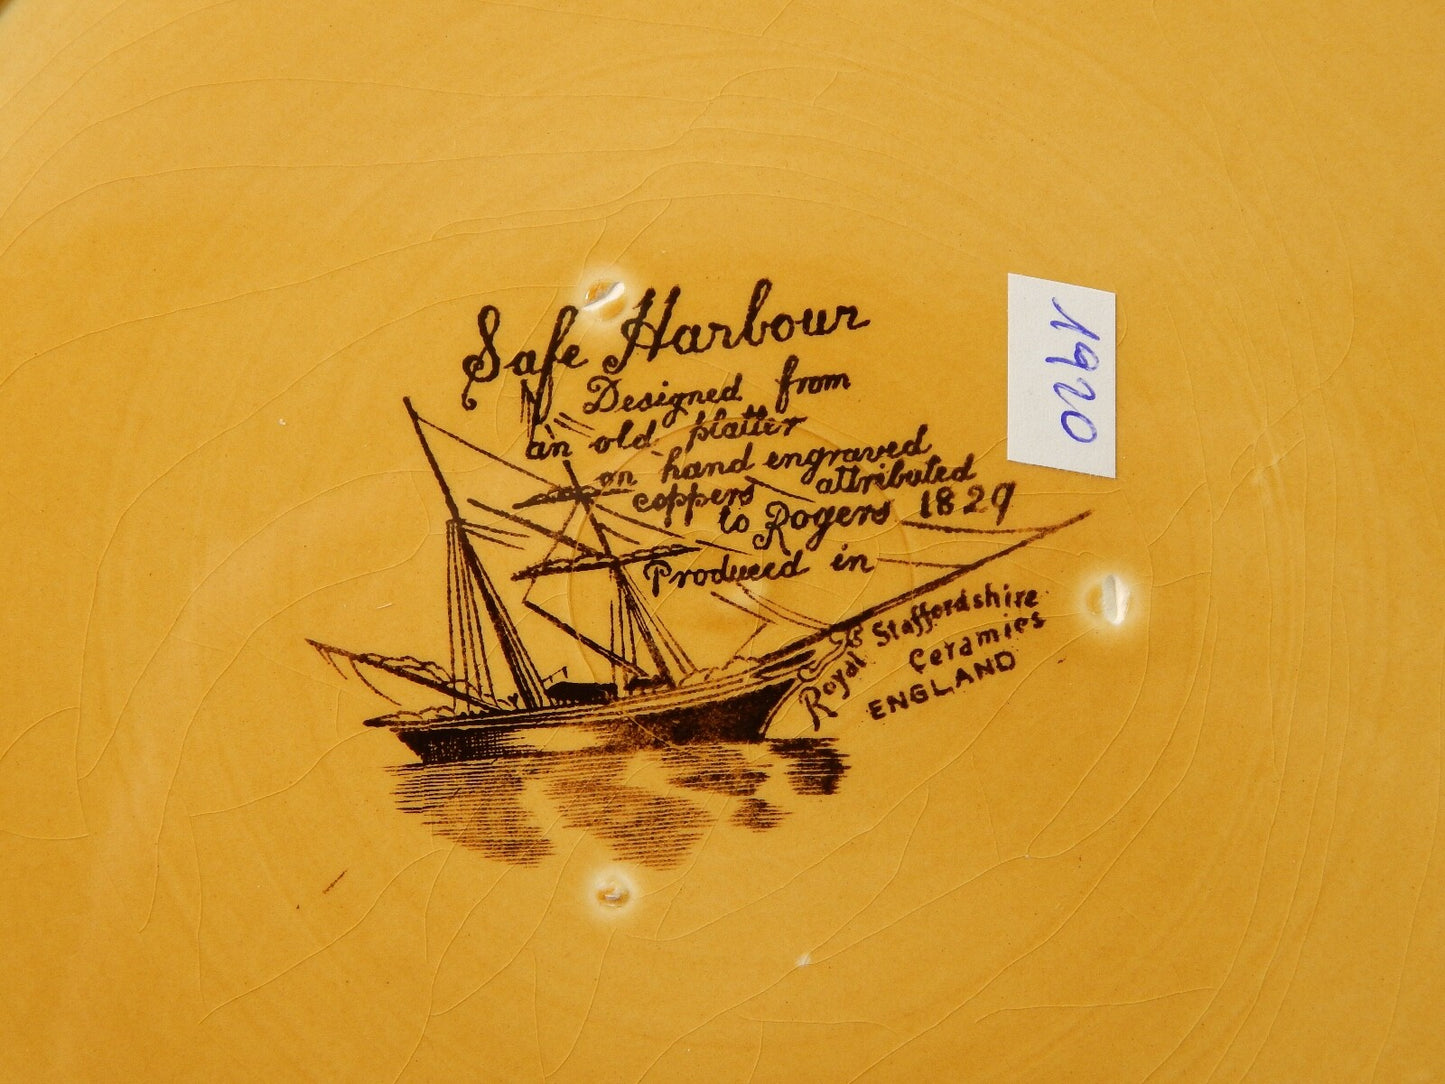 Safe Harbour
Designed from
an old platter
on hand engraved
coppers attributed
to Rogers 1829
Produced in
Royal Staffordshire
Ceramics
ENGLAND
1920